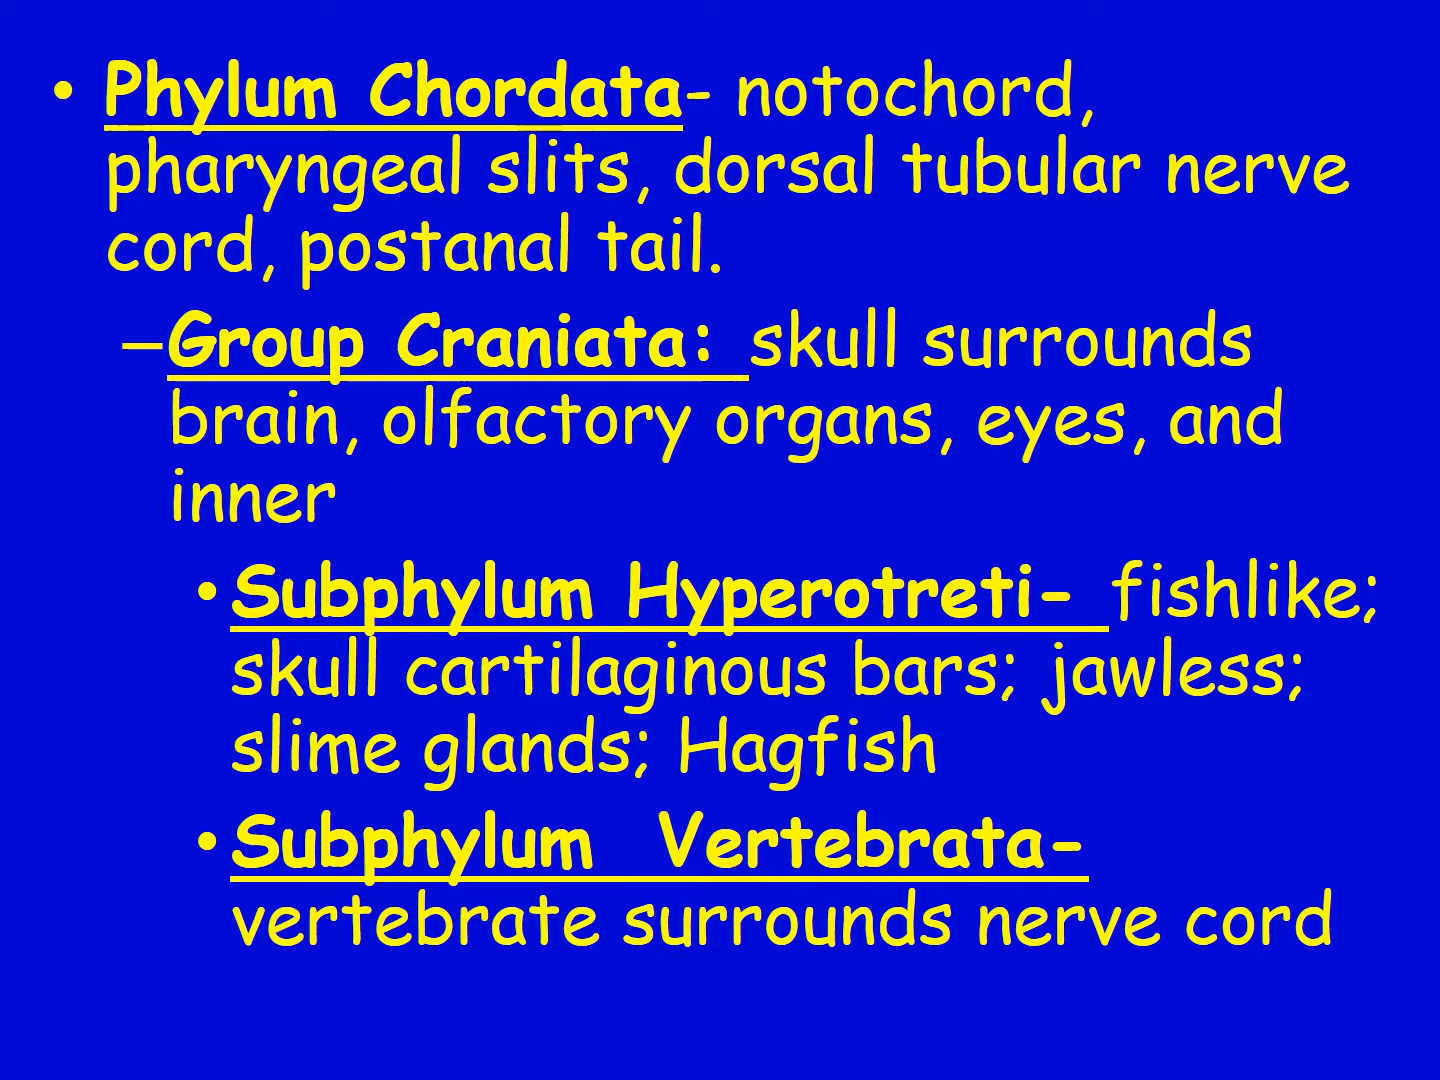 • Phylum Chordata- notochord,
pharyngeal slits, dorsal tubular nerve
cord, postanal tail.
–Group Craniata: skull surrounds
brain, olfactory organs, eyes, and
inner
• Subphylum Hyperotreti- fishlike;
skull cartilaginous bars; jawless;
slime glands; Hagfish
• Subphylum Vertebrata-
vertebrate surrounds nerve cord